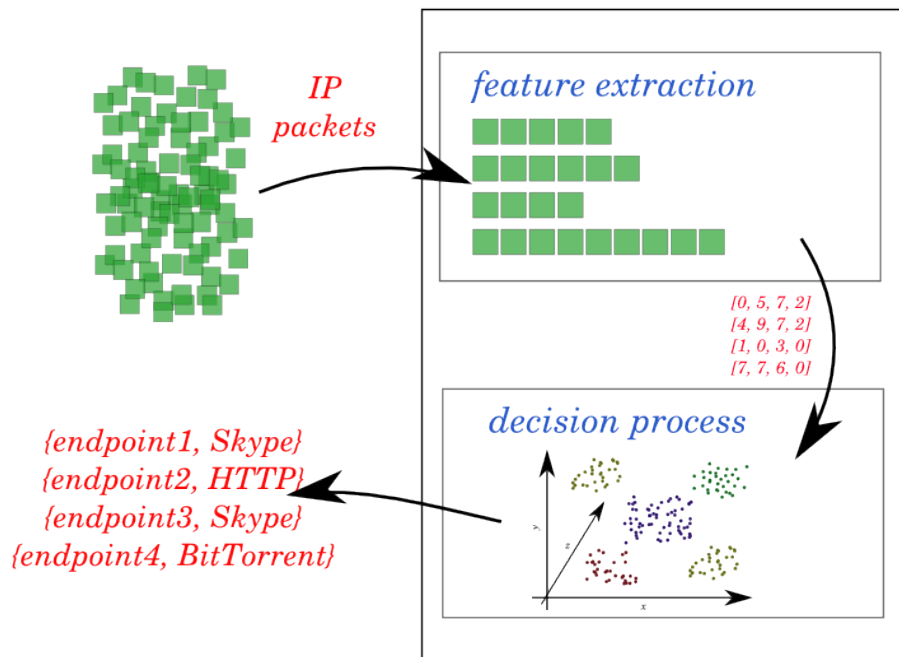 IP
packets
feature extraction
[0, 5, 7, 2]
[4, 9, 7, 2]
[1, 0, 3, 0]
[7, 7, 6, 0]
decision process
y
z
x
{endpoint1, Skype}
{endpoint2, HTTP}
{endpoint3, Skype}
{endpoint4, BitTorrent}